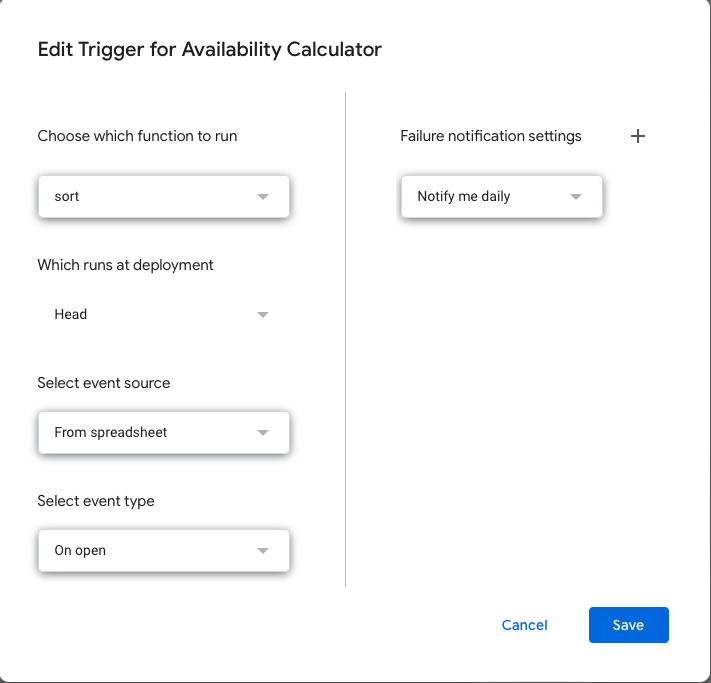 Edit Trigger for Availability Calculator
Choose which function to run
sort
Which runs at deployment
Head
Select event source
From spreadsheet
Select event type
On open
Failure notification settings
Notify me daily
Cancel
Save